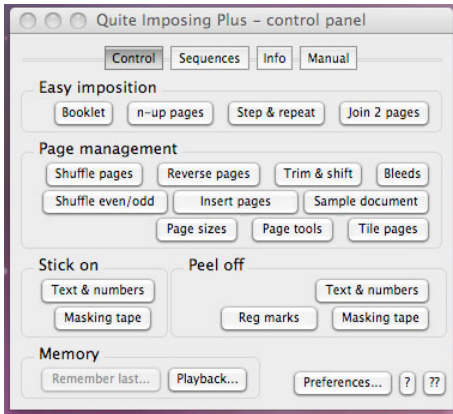 Quite Imposing Plus - control panel
Control Sequences Info Manual
Easy imposition
Booklet n-up pages Step & repeat Join 2 pages
Page management
Shuffle pages Reverse pages Trim & shift Bleeds
Shuffle even/odd Insert pages Sample document
Page sizes Page tools Tile pages
Stick on Peel off
Text & numbers Text & numbers
Masking tape Reg marks Masking tape
Memory
Remember last... Playback... Preferences... ? ??